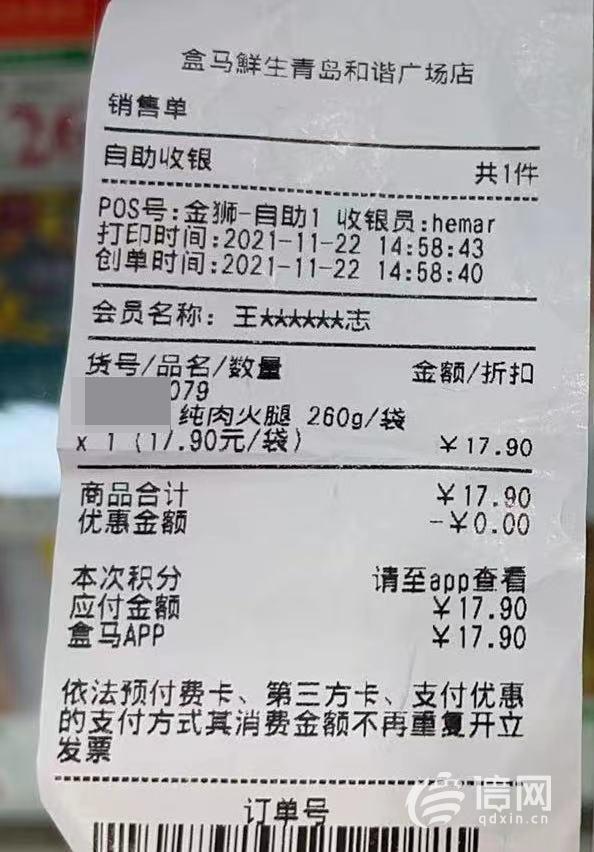 盒马鲜生青岛和谐广场店
销售单
自助收银 共1件
POS号:金狮-自助1 收银员:hemar
打印时间:2021-11-22 14:58:43
创单时间:2021-11-22 14:58:40
会员名称: 王******志
货号/品名/数量 金额/折扣
079
纯肉火腿 260g/袋
x 1 (17.90元/袋) ¥17.90
商品合计 ¥17.90
优惠金额 -¥0.00
本次积分 请至app查看
应付金额 ¥17.90
盒马APP ¥17.90
依法预付费卡、第三方卡、支付优惠
的支付方式其消费金额不再重复开立
发票
订单号
信网
qdxin.cn